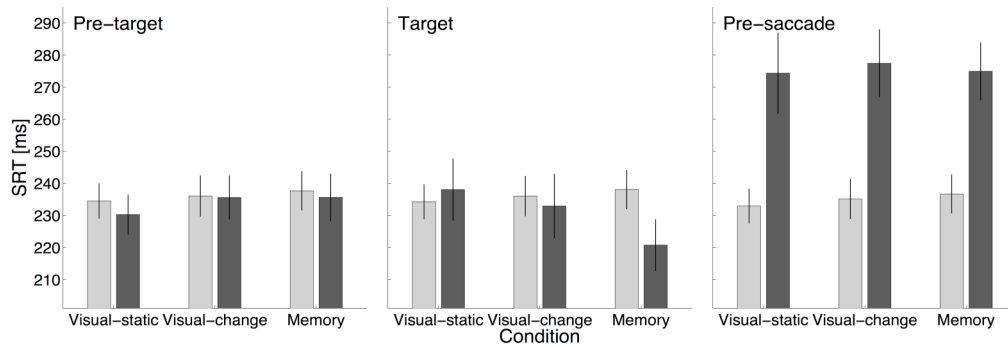 Pre-target
Target
Pre-saccade
SRT [ms]
290
280
270
260
250
240
230
220
210
Visual-static Visual-change Memory
Visual-static Visual-change Memory
Visual-static Visual-change Memory
Condition